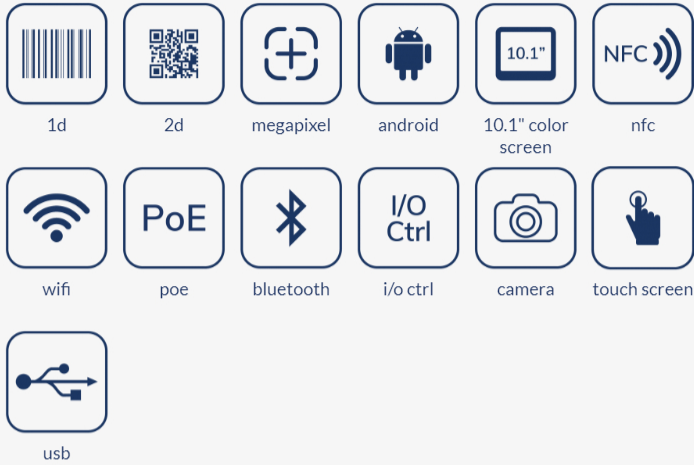 10.1"
NFC
1d
2d
megapixel
android
10.1" color
screen
nfc
PoE
I/O
Ctrl
wifi
poe
bluetooth
i/o ctrl
camera
touch screen
usb